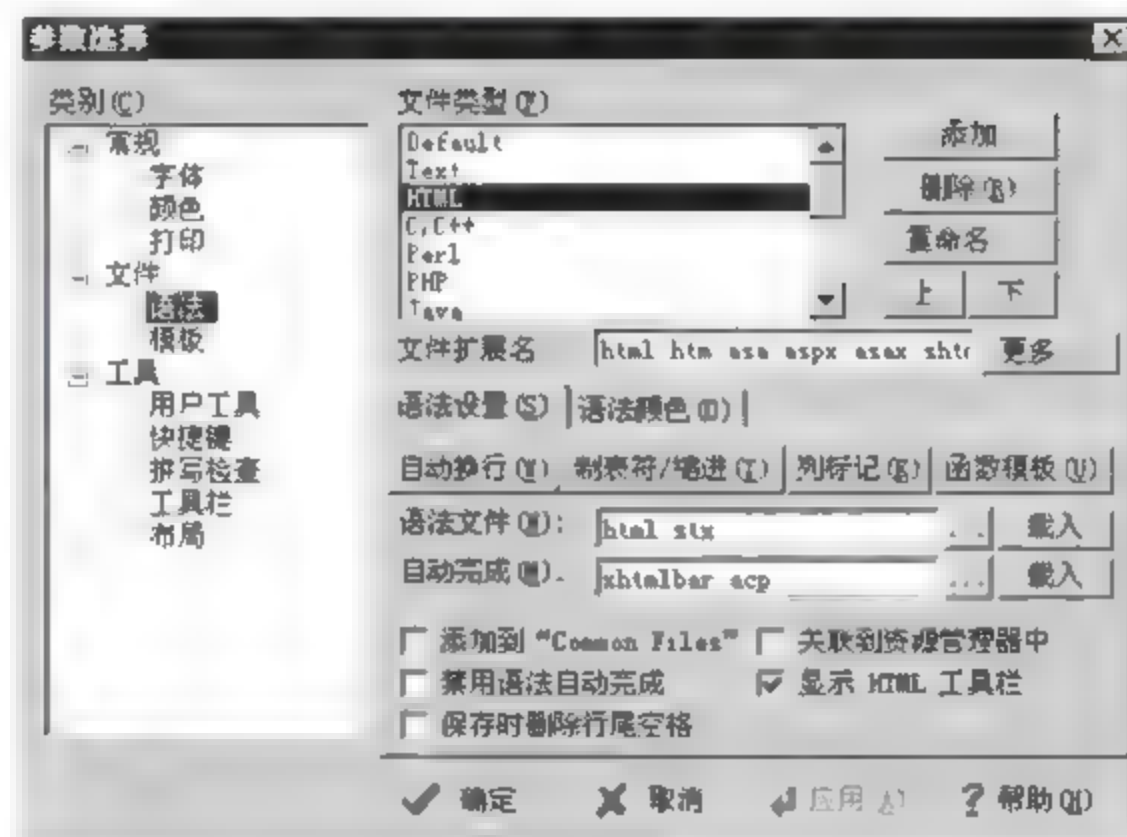 参数选择
类别(C)
常规
字体
颜色
打印
文件
语法
模板
工具
用户工具
快捷键
拼写检查
工具栏
布局
文件类型
Default
Text
HTML
C,C++
Perl
PHP
Java
添加
删除(R)
重命名
上 下
文件扩展名 html htm asa aspx asax 更多
语法设置(S) 语法颜色
自动换行 制表符/缩进 列标记 函数模板(U)
语法文件 html stx ... 载入
自动完成 xhtmlbar acp ... 载入
添加到 “Common Files” 关联到资源管理器中
禁用语法自动完成 显示 HTML 工具栏
保存时删除行尾空格
确定 取消 应用 帮助(H)